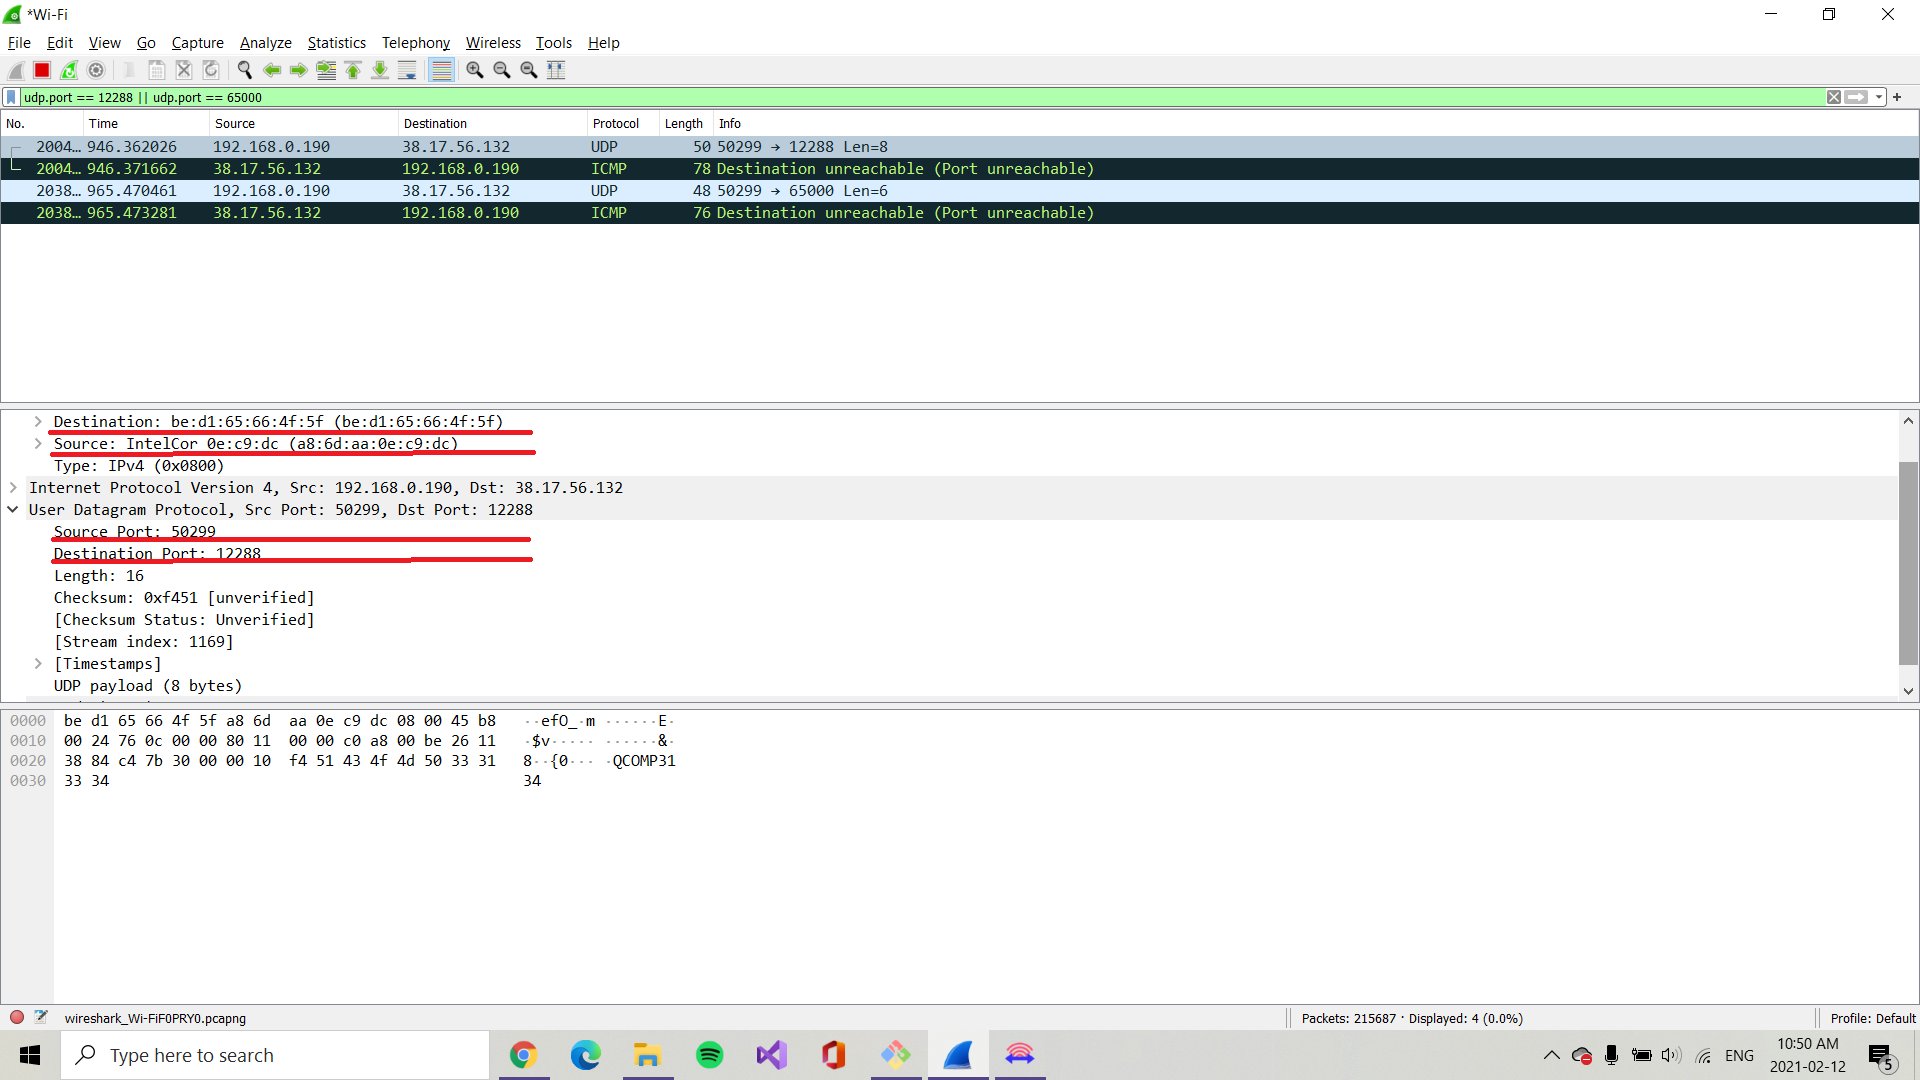 *Wi-Fi
File Edit View Go Capture Analyze Statistics Telephony Wireless Tools Help
udp.port == 12288 || udp.port == 65000
No. Time Source Destination Protocol Length Info
2004... 946.362026 192.168.0.190 38.17.56.132 UDP 50 50299 → 12288 Len=8
2004... 946.371662 38.17.56.132 192.168.0.190 ICMP 78 Destination unreachable (Port unreachable)
2038... 965.470461 192.168.0.190 38.17.56.132 UDP 48 50299 → 65000 Len=6
2038... 965.473281 38.17.56.132 192.168.0.190 ICMP 76 Destination unreachable (Port unreachable)
Destination: be:d1:65:66:4f:5f (be:d1:65:66:4f:5f)
Source: IntelCor 0e:c9:dc (a8:6d:aa:0e:c9:dc)
Type: IPv4 (0x0800)
Internet Protocol Version 4, Src: 192.168.0.190, Dst: 38.17.56.132
User Datagram Protocol, Src Port: 50299, Dst Port: 12288
Source Port: 50299
Destination Port: 12288
Length: 16
Checksum: 0xf451 [unverified]
[Checksum Status: Unverified]
[Stream index: 1169]
[Timestamps]
UDP payload (8 bytes)
0000 be d1 65 66 4f 5f a8 6d aa 0e c9 dc 08 00 45 b8 ··efO_·m ······E·
0010 00 24 76 0c 00 00 80 11 00 00 c0 a8 00 be 26 11 ·$v····· ······&·
0020 38 84 c4 7b 30 00 00 10 f4 51 43 4f 4d 50 33 31 8··{0··· ·QCOMP31
0030 33 34 34
wireshark_Wi-FiF0PRY0.pcapng Packets: 215687 · Displayed: 4 (0.0%) Profile: Default
Type here to search ENG 10:50 AM
2021-02-12 5